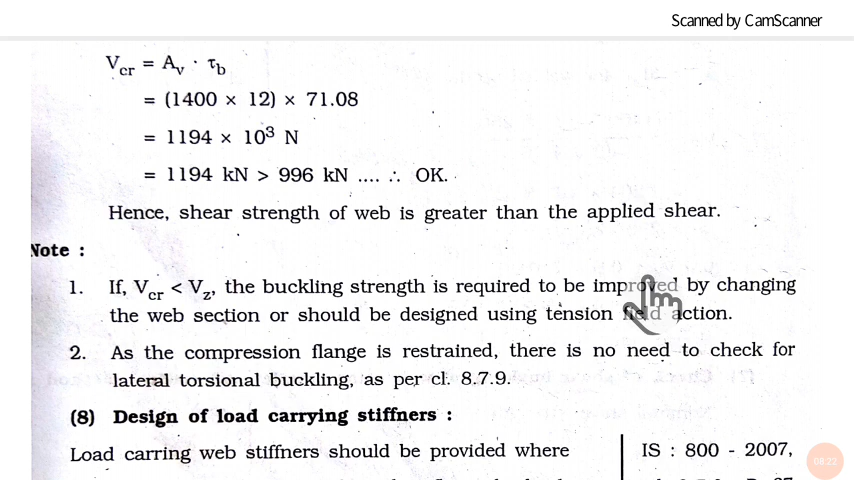 Scanned by CamScanner
V_cr = A_v · τ_b
= (1400 × 12) × 71.08
= 1194 × 10³ N
= 1194 kN > 996 kN .... ∴ OK.
Hence, shear strength of web is greater than the applied shear.
Note :
1. If, V_cr < V_z, the buckling strength is required to be improved by changing
the web section or should be designed using tension field action.
2. As the compression flange is restrained, there is no need to check for
lateral torsional buckling, as per cl. 8.7.9.
(8) Design of load carrying stiffners :
Load carring web stiffners should be provided where
IS : 800 - 2007,
08:22